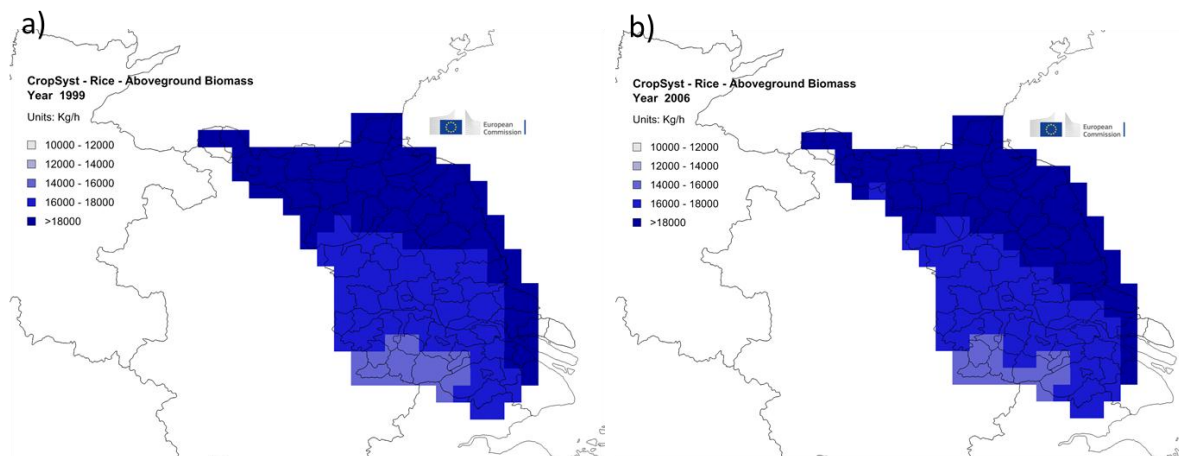 a)
CropSyst - Rice - Aboveground Biomass
Year 1999
Units: Kg/h
10000 - 12000
12000 - 14000
14000 - 16000
16000 - 18000
>18000
European
Commission
b)
CropSyst - Rice - Aboveground Biomass
Year 2006
Units: Kg/h
10000 - 12000
12000 - 14000
14000 - 16000
16000 - 18000
>18000
European
Commission